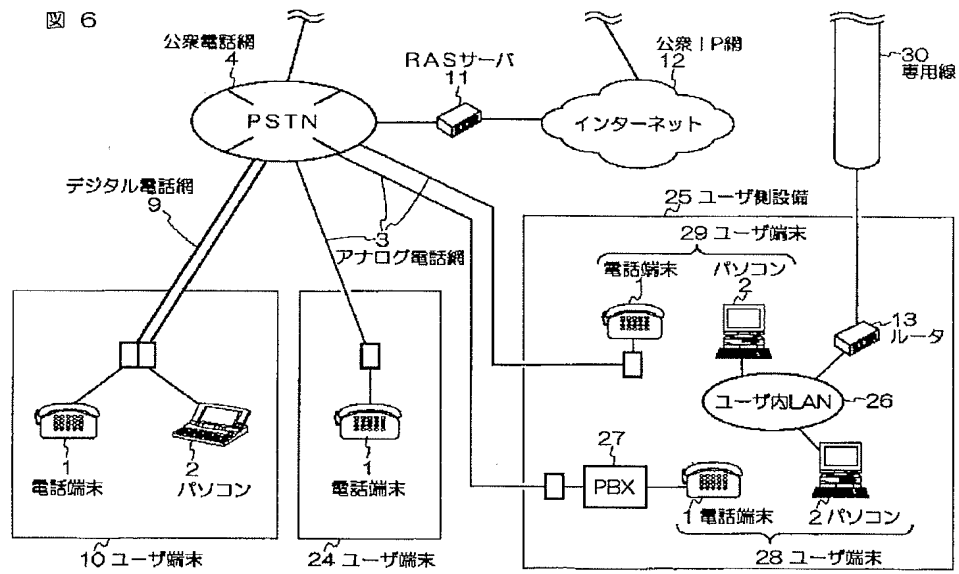 図 6
公衆電話網
4
PSTN
RASサーバ
11
公衆IP網
12
インターネット
30
専用線
デジタル電話網
9
3
アナログ電話網
25 ユーザ側設備
29 ユーザ端末
電話端末
1
パソコン
2
13
ルータ
ユーザ内LAN
26
27
PBX
1 電話端末
2 パソコン
28 ユーザ端末
1
電話端末
2
パソコン
10 ユーザ端末
1
電話端末
24 ユーザ端末